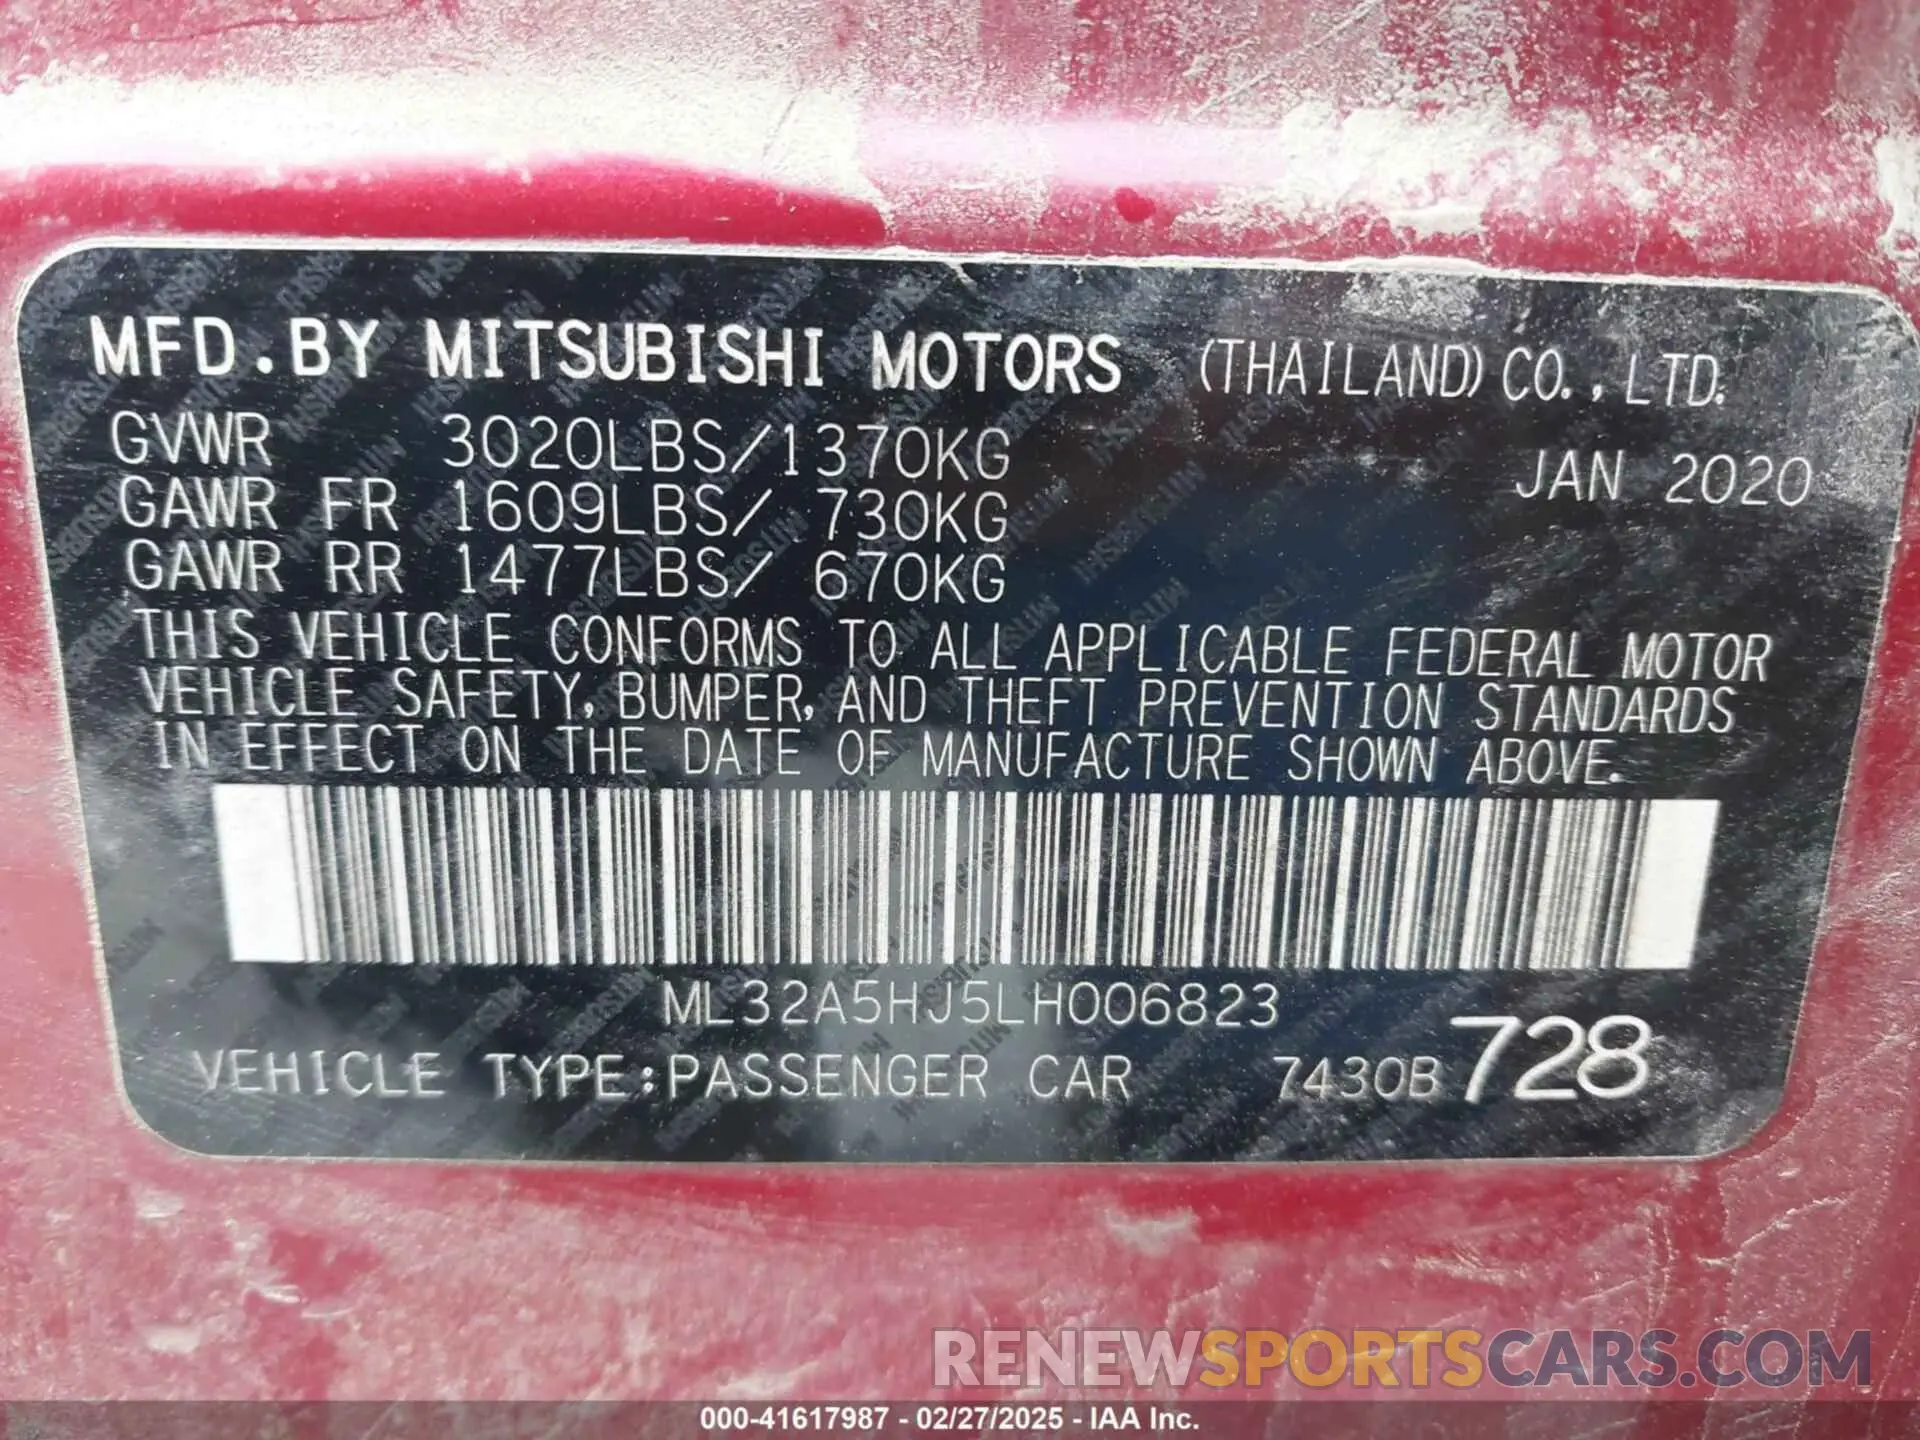 MFD.BY MITSUBISHI MOTORS (THAILAND) CO.,LTD.
GVWR 3020LBS/1370KG
JAN 2020
GAWR FR 1609LBS/ 730KG
GAWR RR 1477LBS/ 670KG
THIS VEHICLE CONFORMS TO ALL APPLICABLE FEDERAL MOTOR
VEHICLE SAFETY, BUMPER, AND THEFT PREVENTION STANDARDS
IN EFFECT ON THE DATE OF MANUFACTURE SHOWN ABOVE.
ML32A5HJ5LH006823
VEHICLE TYPE:PASSENGER CAR 7430B 728
RENEWSPORTSCARS.COM
000-41617987 - 02/27/2025 - IAA Inc.